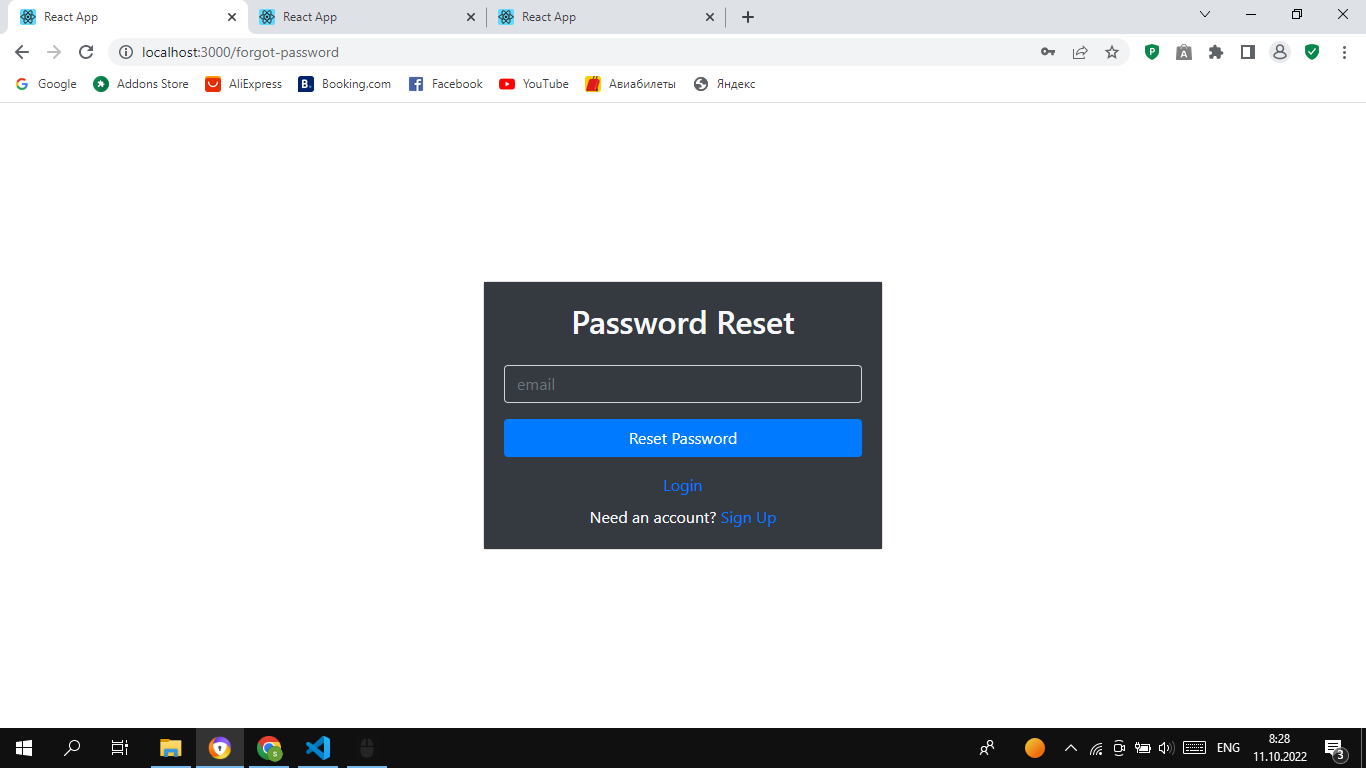 React App
React App
React App
localhost:3000/forgot-password
Google
Addons Store
AliExpress
Booking.com
Facebook
YouTube
Авиабилеты
Яндекс
Password Reset
email
Reset Password
Login
Need an account? Sign Up
ENG
8:28
11.10.2022
3